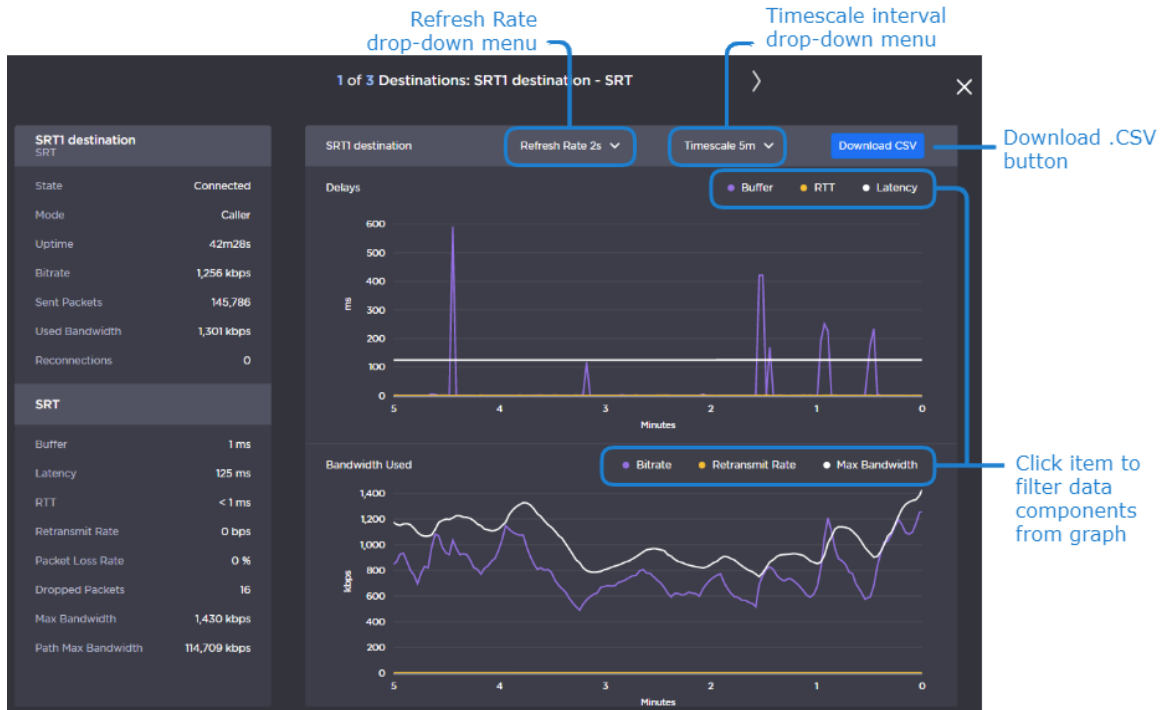 Refresh Rate
drop-down menu
Timescale interval
drop-down menu
1 of 3 Destinations: SRT1 destination - SRT
SRT1 destination
SRT
State Connected
Mode Caller
Uptime 42m28s
Bitrate 1,256 kbps
Sent Packets 145,786
Used Bandwidth 1,301 kbps
Reconnections 0
SRT
Buffer 1 ms
Latency 125 ms
RTT < 1 ms
Retransmit Rate 0 bps
Packet Loss Rate 0 %
Dropped Packets 16
Max Bandwidth 1,430 kbps
Path Max Bandwidth 114,709 kbps
SRT1 destination Refresh Rate 2s Timescale 5m Download CSV
Delays Buffer RTT Latency
600
500
400
300
200
100
0
ms
5 4 3 2 1 0
Minutes
Bandwidth Used Bitrate Retransmit Rate Max Bandwidth
1,400
1,200
1,000
800
600
400
200
0
kbps
5 4 3 2 1 0
Minutes
Download .CSV
button
Click item to
filter data
components
from graph